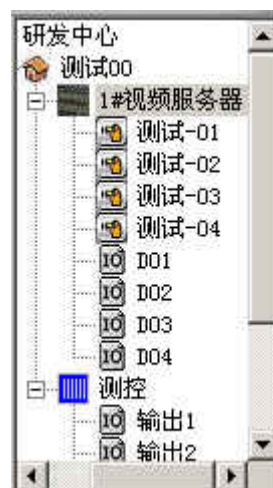 研发中心
测试00
1#视频服务器
测试-01
测试-02
测试-03
测试-04
DO1
DO2
DO3
DO4
测控
输出1
输出2